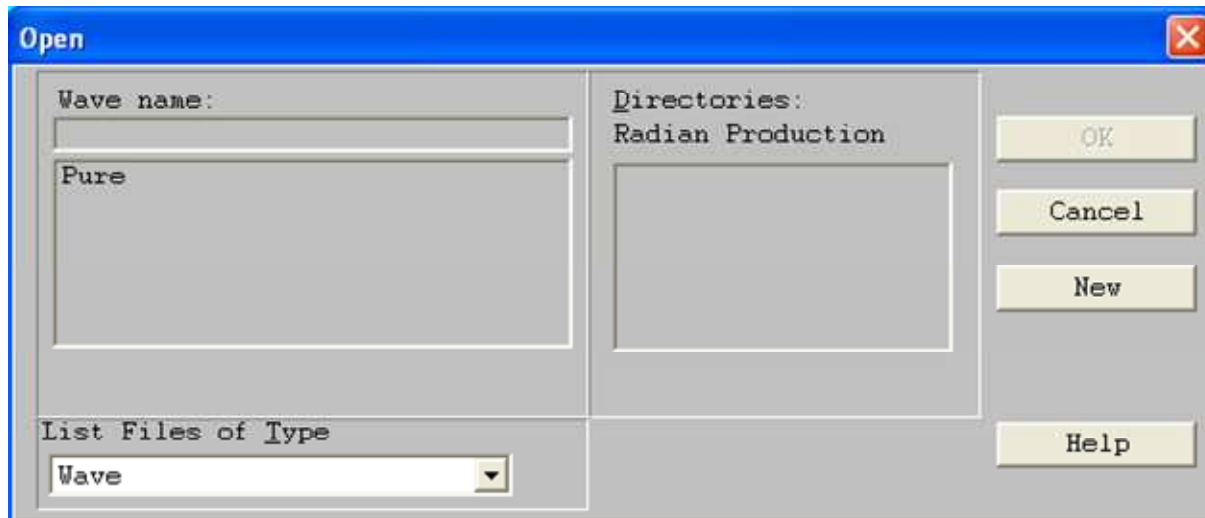 Open
Wave name:
Pure
Directories:
Radian Production
OK
Cancel
New
List Files of Type
Wave
Help